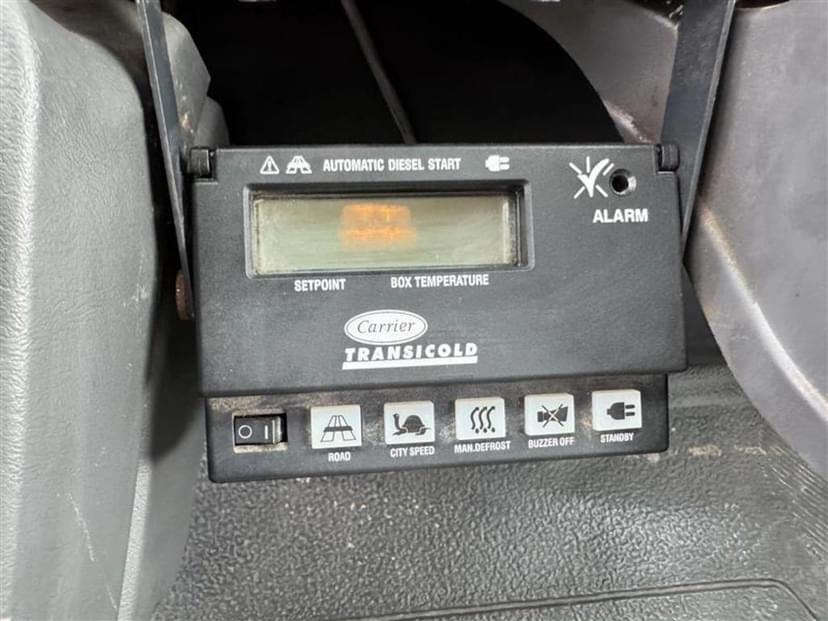 AUTOMATIC DIESEL START
ALARM
SETPOINT BOX TEMPERATURE
Carrier
TRANSICOLD
O I
ROAD CITY SPEED MAN.DEFROST BUZZER OFF STANDBY